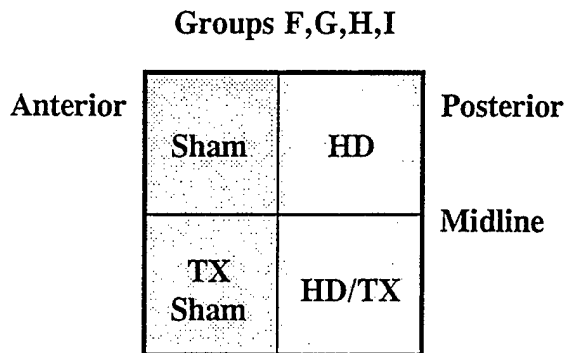 Groups F,G,H,I
Anterior
Posterior
Sham
HD
Midline
TX
Sham
HD/TX